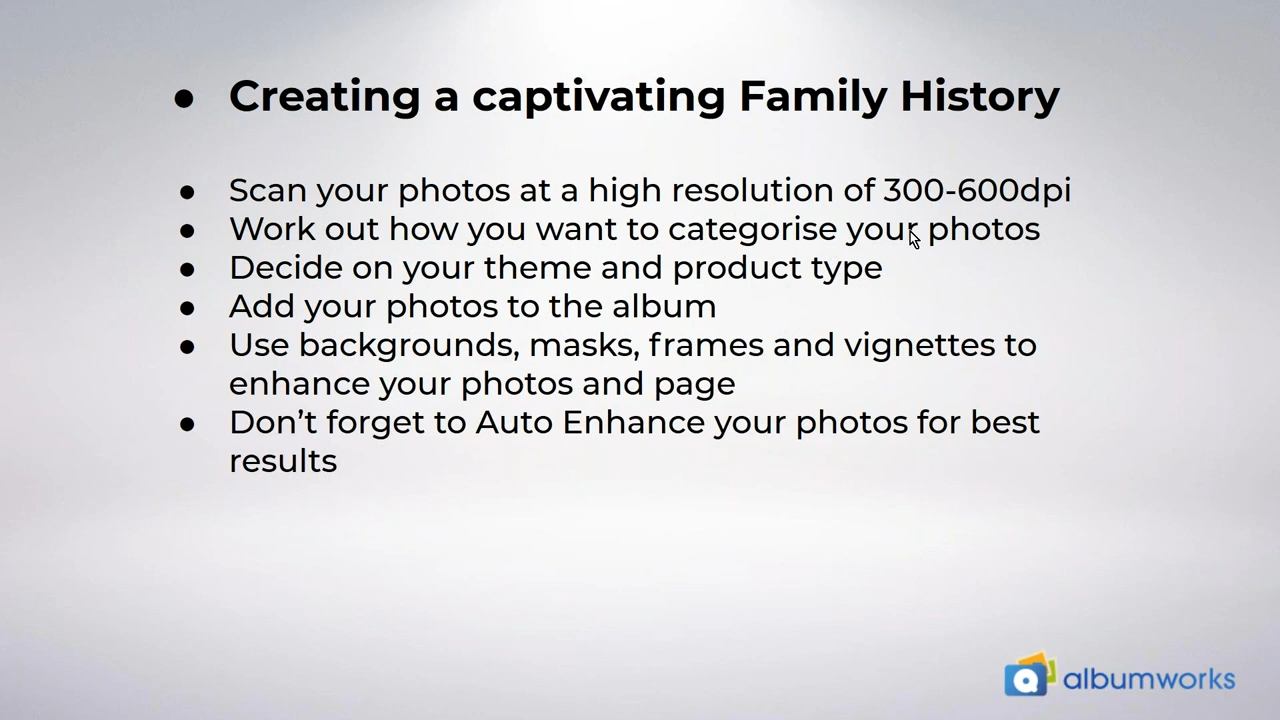 ● Creating a captivating Family History
● Scan your photos at a high resolution of 300-600dpi
● Work out how you want to categorise your photos
● Decide on your theme and product type
● Add your photos to the album
● Use backgrounds, masks, frames and vignettes to
enhance your photos and page
● Don’t forget to Auto Enhance your photos for best
results
albumworks